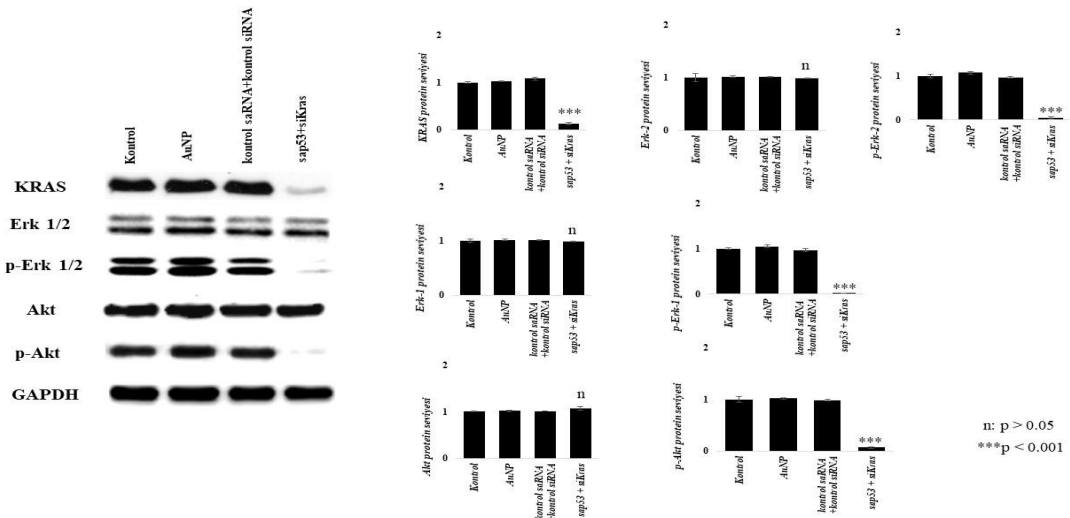 Kontrol
AuNP
kontrol saRNA+kontrol siRNA
sap53+siKras
KRAS
Erk 1/2
p-Erk 1/2
Akt
p-Akt
GAPDH
KRAS protein seviyesi
2
1
0
***
Kontrol
AuNP
kontrol saRNA
+kontrol siRNA
sap53 + siKras
Erk-2 protein seviyesi
2
1
0
n
Kontrol
AuNP
kontrol saRNA
+kontrol siRNA
sap53 + siKras
p-Erk-2 protein seviyesi
2
1
0
***
Kontrol
AuNP
kontrol saRNA
+kontrol siRNA
sap53 + siKras
Erk-1 protein seviyesi
2
1
0
n
Kontrol
AuNP
kontrol saRNA
+kontrol siRNA
sap53 + siKras
p-Erk-1 protein seviyesi
2
1
0
***
Kontrol
AuNP
kontrol saRNA
+kontrol siRNA
sap53 + siKras
Akt protein seviyesi
2
1
0
n
Kontrol
AuNP
kontrol saRNA
+kontrol siRNA
sap53 + siKras
p-Akt protein seviyesi
2
1
0
***
Kontrol
AuNP
kontrol saRNA
+kontrol siRNA
sap53 + siKras
n: p > 0.05
***p < 0.001